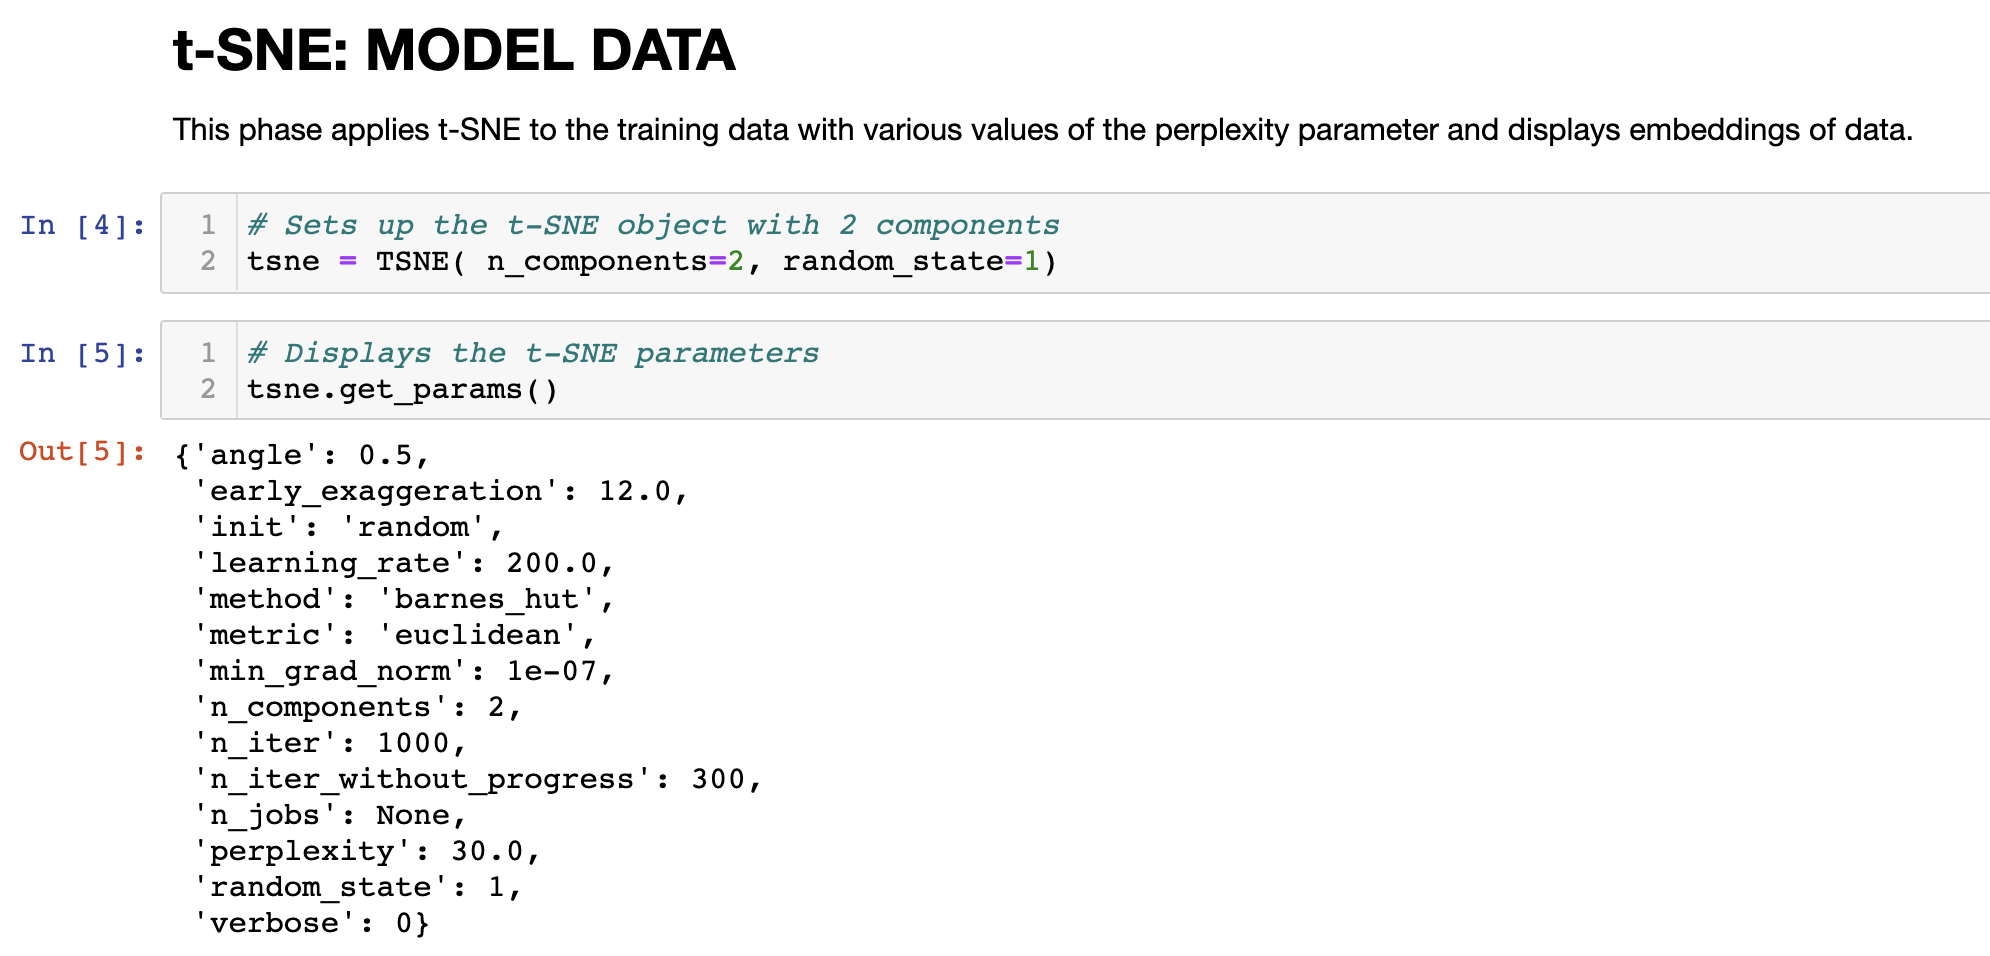 t-SNE: MODEL DATA
This phase applies t-SNE to the training data with various values of the perplexity parameter and displays embeddings of data.
In [4]:
1 # Sets up the t-SNE object with 2 components
2 tsne = TSNE( n_components=2, random_state=1)
In [5]:
1 # Displays the t-SNE parameters
2 tsne.get_params()
Out[5]: {'angle': 0.5,
'early_exaggeration': 12.0,
'init': 'random',
'learning_rate': 200.0,
'method': 'barnes_hut',
'metric': 'euclidean',
'min_grad_norm': 1e-07,
'n_components': 2,
'n_iter': 1000,
'n_iter_without_progress': 300,
'n_jobs': None,
'perplexity': 30.0,
'random_state': 1,
'verbose': 0}